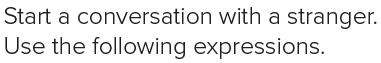 Start a conversation with a stranger.
Use the following expressions.